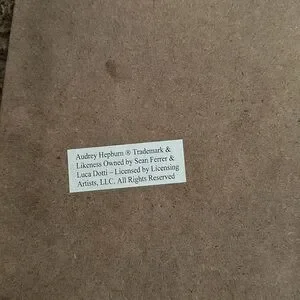 Audrey Hepburn ® Trademark &
Likeness Owned by Sean Ferrer &
Luca Dotti – Licensed by Licensing
Artists, LLC. All Rights Reserved